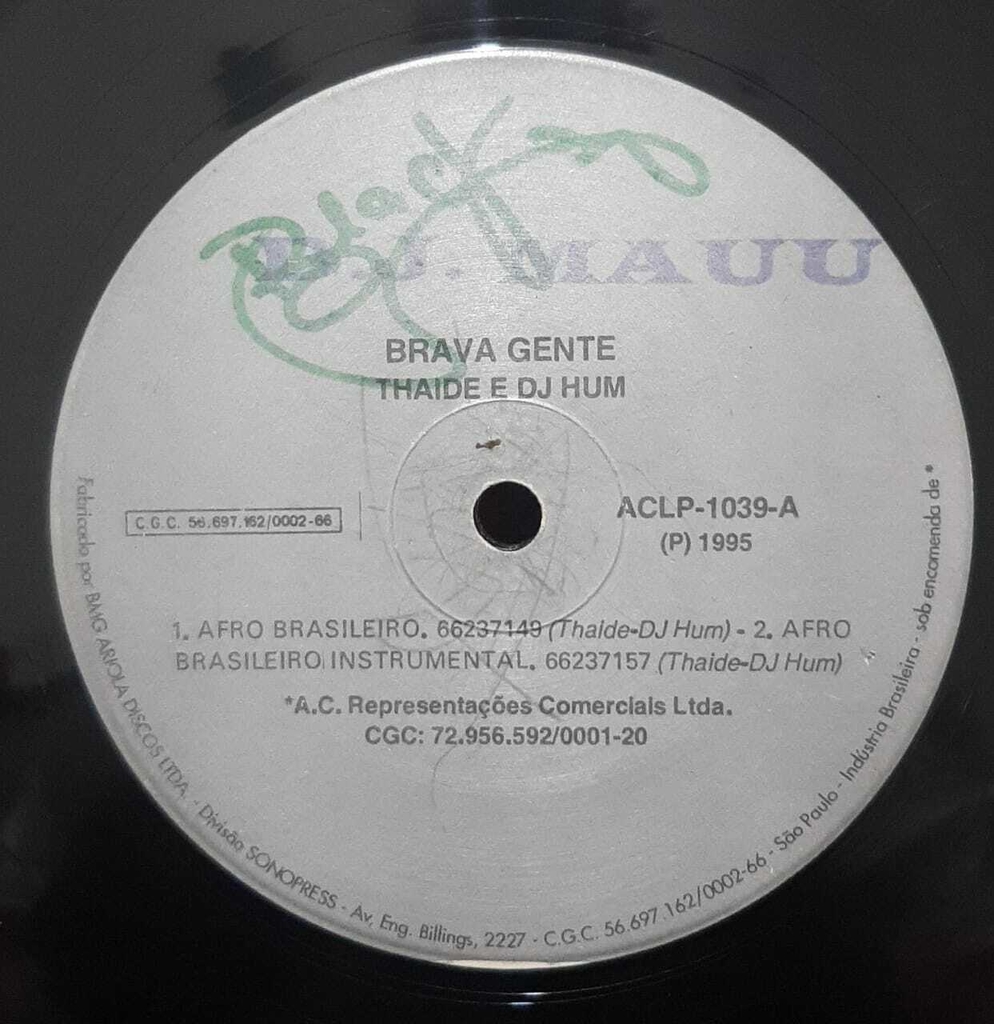 Black
D.J. MAUU
BRAVA GENTE
THAIDE E DJ HUM
C.G.C. 56.697.162/0002-66
ACLP-1039-A
(P) 1995
1. AFRO BRASILEIRO. 66237149 (Thaide-DJ Hum) - 2. AFRO
BRASILEIRO INSTRUMENTAL. 66237157 (Thaide-DJ Hum)
*A.C. Representações Comerciais Ltda.
CGC: 72.956.592/0001-20
Fabricado por BMG ARIOLA DISCOS LTDA. - Divisão SONOPRESS - Av. Eng. Billings, 2227 - C.G.C. 56.697.162/0002-66 - São Paulo - Indústria Brasileira - sob encomenda de *